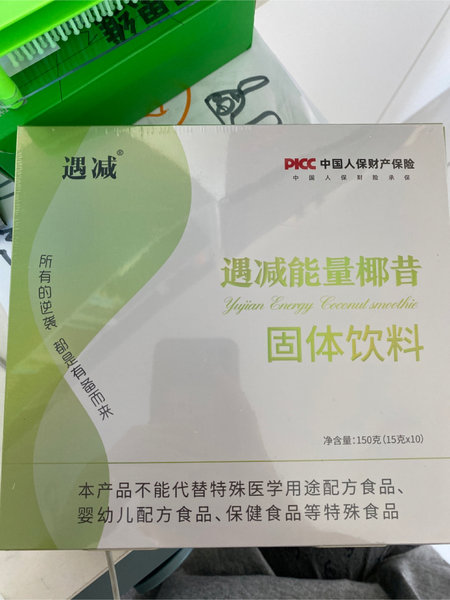 遇减®
PICC 中国人保财产保险
中国人保财险承保
所有的逆袭 都是有备而来
遇减能量椰昔
Yujian Energy Coconut smoothie
固体饮料
净含量:150克(15克x10)
本产品不能代替特殊医学用途配方食品、
婴幼儿配方食品、保健食品等特殊食品